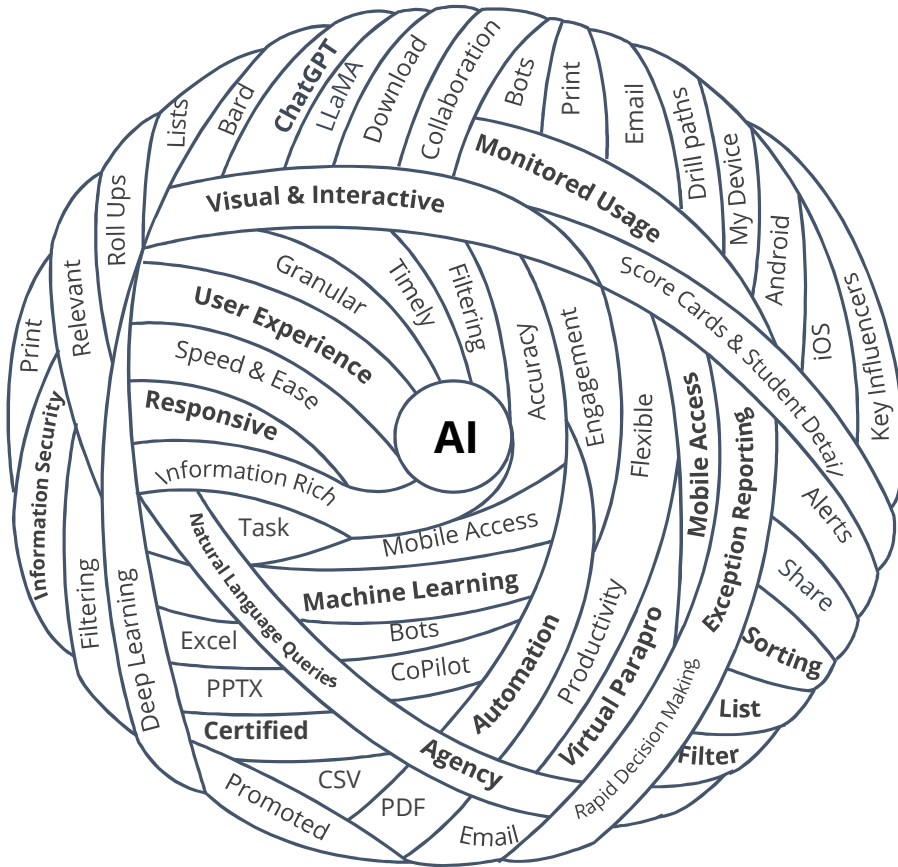 Lists
Bard
ChatGPT
LLaMA
Download
Collaboration
Bots
Print
Email
Drill paths
My Device
Android
iOS
Key Influencers
Roll Ups
Relevant
Print
Visual & Interactive
Monitored Usage
Score Cards & Student Detail
Granular
Timely
Filtering
Accuracy
Engagement
Flexible
Mobile Access
Exception Reporting
User Experience
Speed & Ease
Responsive
Information Rich
AI
Information Security
Filtering
Deep Learning
Task
Natural Language Queries
Mobile Access
Machine Learning
Bots
CoPilot
Excel
PPTX
Certified
CSV
PDF
Promoted
Email
Agency
Automation
Productivity
Virtual Parapro
Rapid Decision Making
Alerts
Share
Sorting
List
Filter